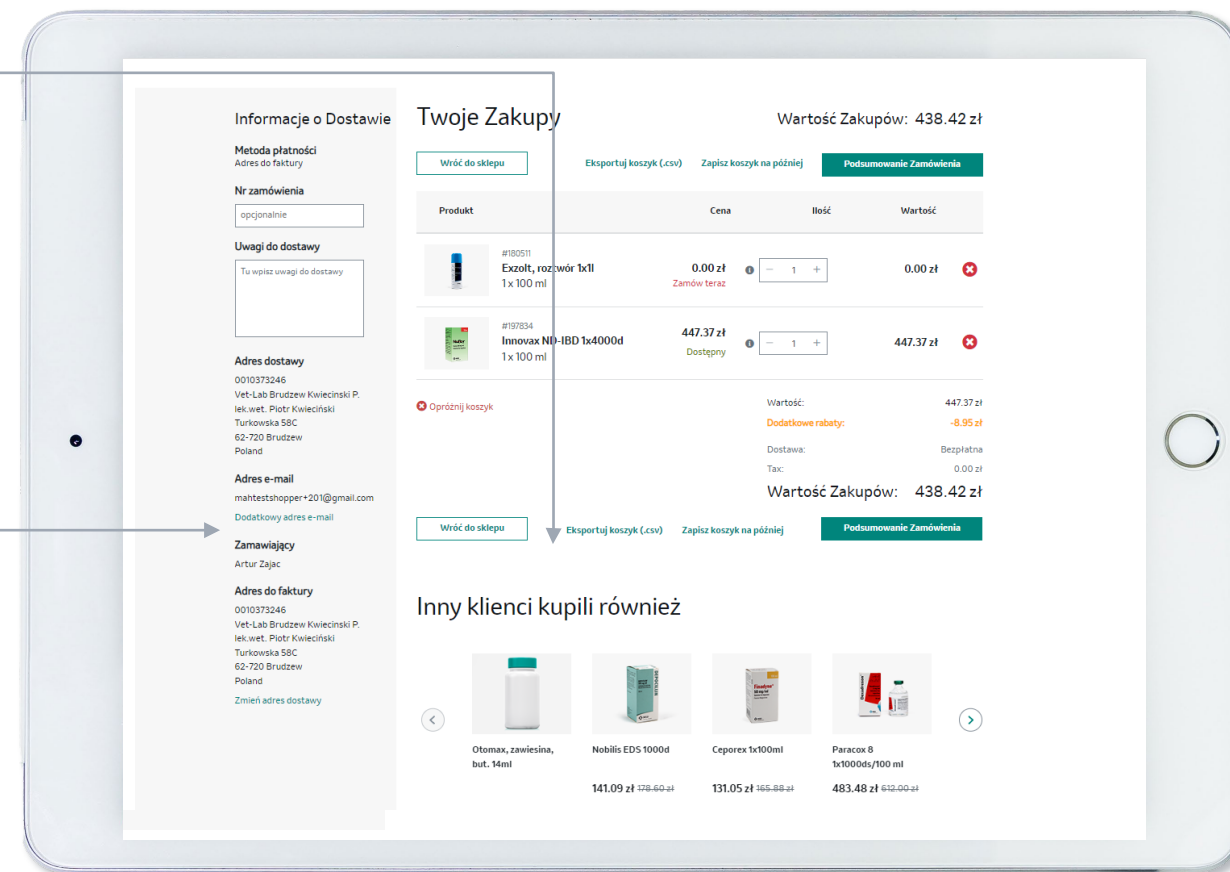 Informacje o Dostawie
Metoda płatności
Adres do faktury
Nr zamówienia
opcjonalnie
Uwagi do dostawy
Tu wpisz uwagi do dostawy
Adres dostawy
0010373246
Vet-Lab Brudzew Kwiecinski P.
lek.wet. Piotr Kwieciński
Turkowska 58C
62-720 Brudzew
Poland
Adres e-mail
mahtestshopper+201@gmail.com
Dodatkowy adres e-mail
Zamawiający
Artur Zajac
Adres do faktury
0010373246
Vet-Lab Brudzew Kwiecinski P.
lek.wet. Piotr Kwieciński
Turkowska 58C
62-720 Brudzew
Poland
Zmień adres dostawy
Twoje Zakupy
Wartość Zakupów: 438.42 zł
Wróć do sklepu
Eksportuj koszyk (.csv)
Zapisz koszyk na później
Podsumowanie Zamówienia
Produkt Cena Ilość Wartość
#180511
Exzolt, roztwór 1x1l
1 x 100 ml
0.00 zł
Zamów teraz
− 1 +
0.00 zł
#197834
Innovax ND-IBD 1x4000d
1 x 100 ml
447.37 zł
Dostępny
− 1 +
447.37 zł
Opróżnij koszyk
Wartość: 447.37 zł
Dodatkowe rabaty: -8.95 zł
Dostawa: Bezpłatna
Tax: 0.00 zł
Wartość Zakupów: 438.42 zł
Wróć do sklepu
Eksportuj koszyk (.csv)
Zapisz koszyk na później
Podsumowanie Zamówienia
Inny klienci kupili również
Otomax, zawiesina,
but. 14ml
Nobilis EDS 1000d
141.09 zł 178.60 zł
Ceporex 1x100ml
131.05 zł 165.88 zł
Paracox 8
1x1000ds/100 ml
483.48 zł 612.00 zł